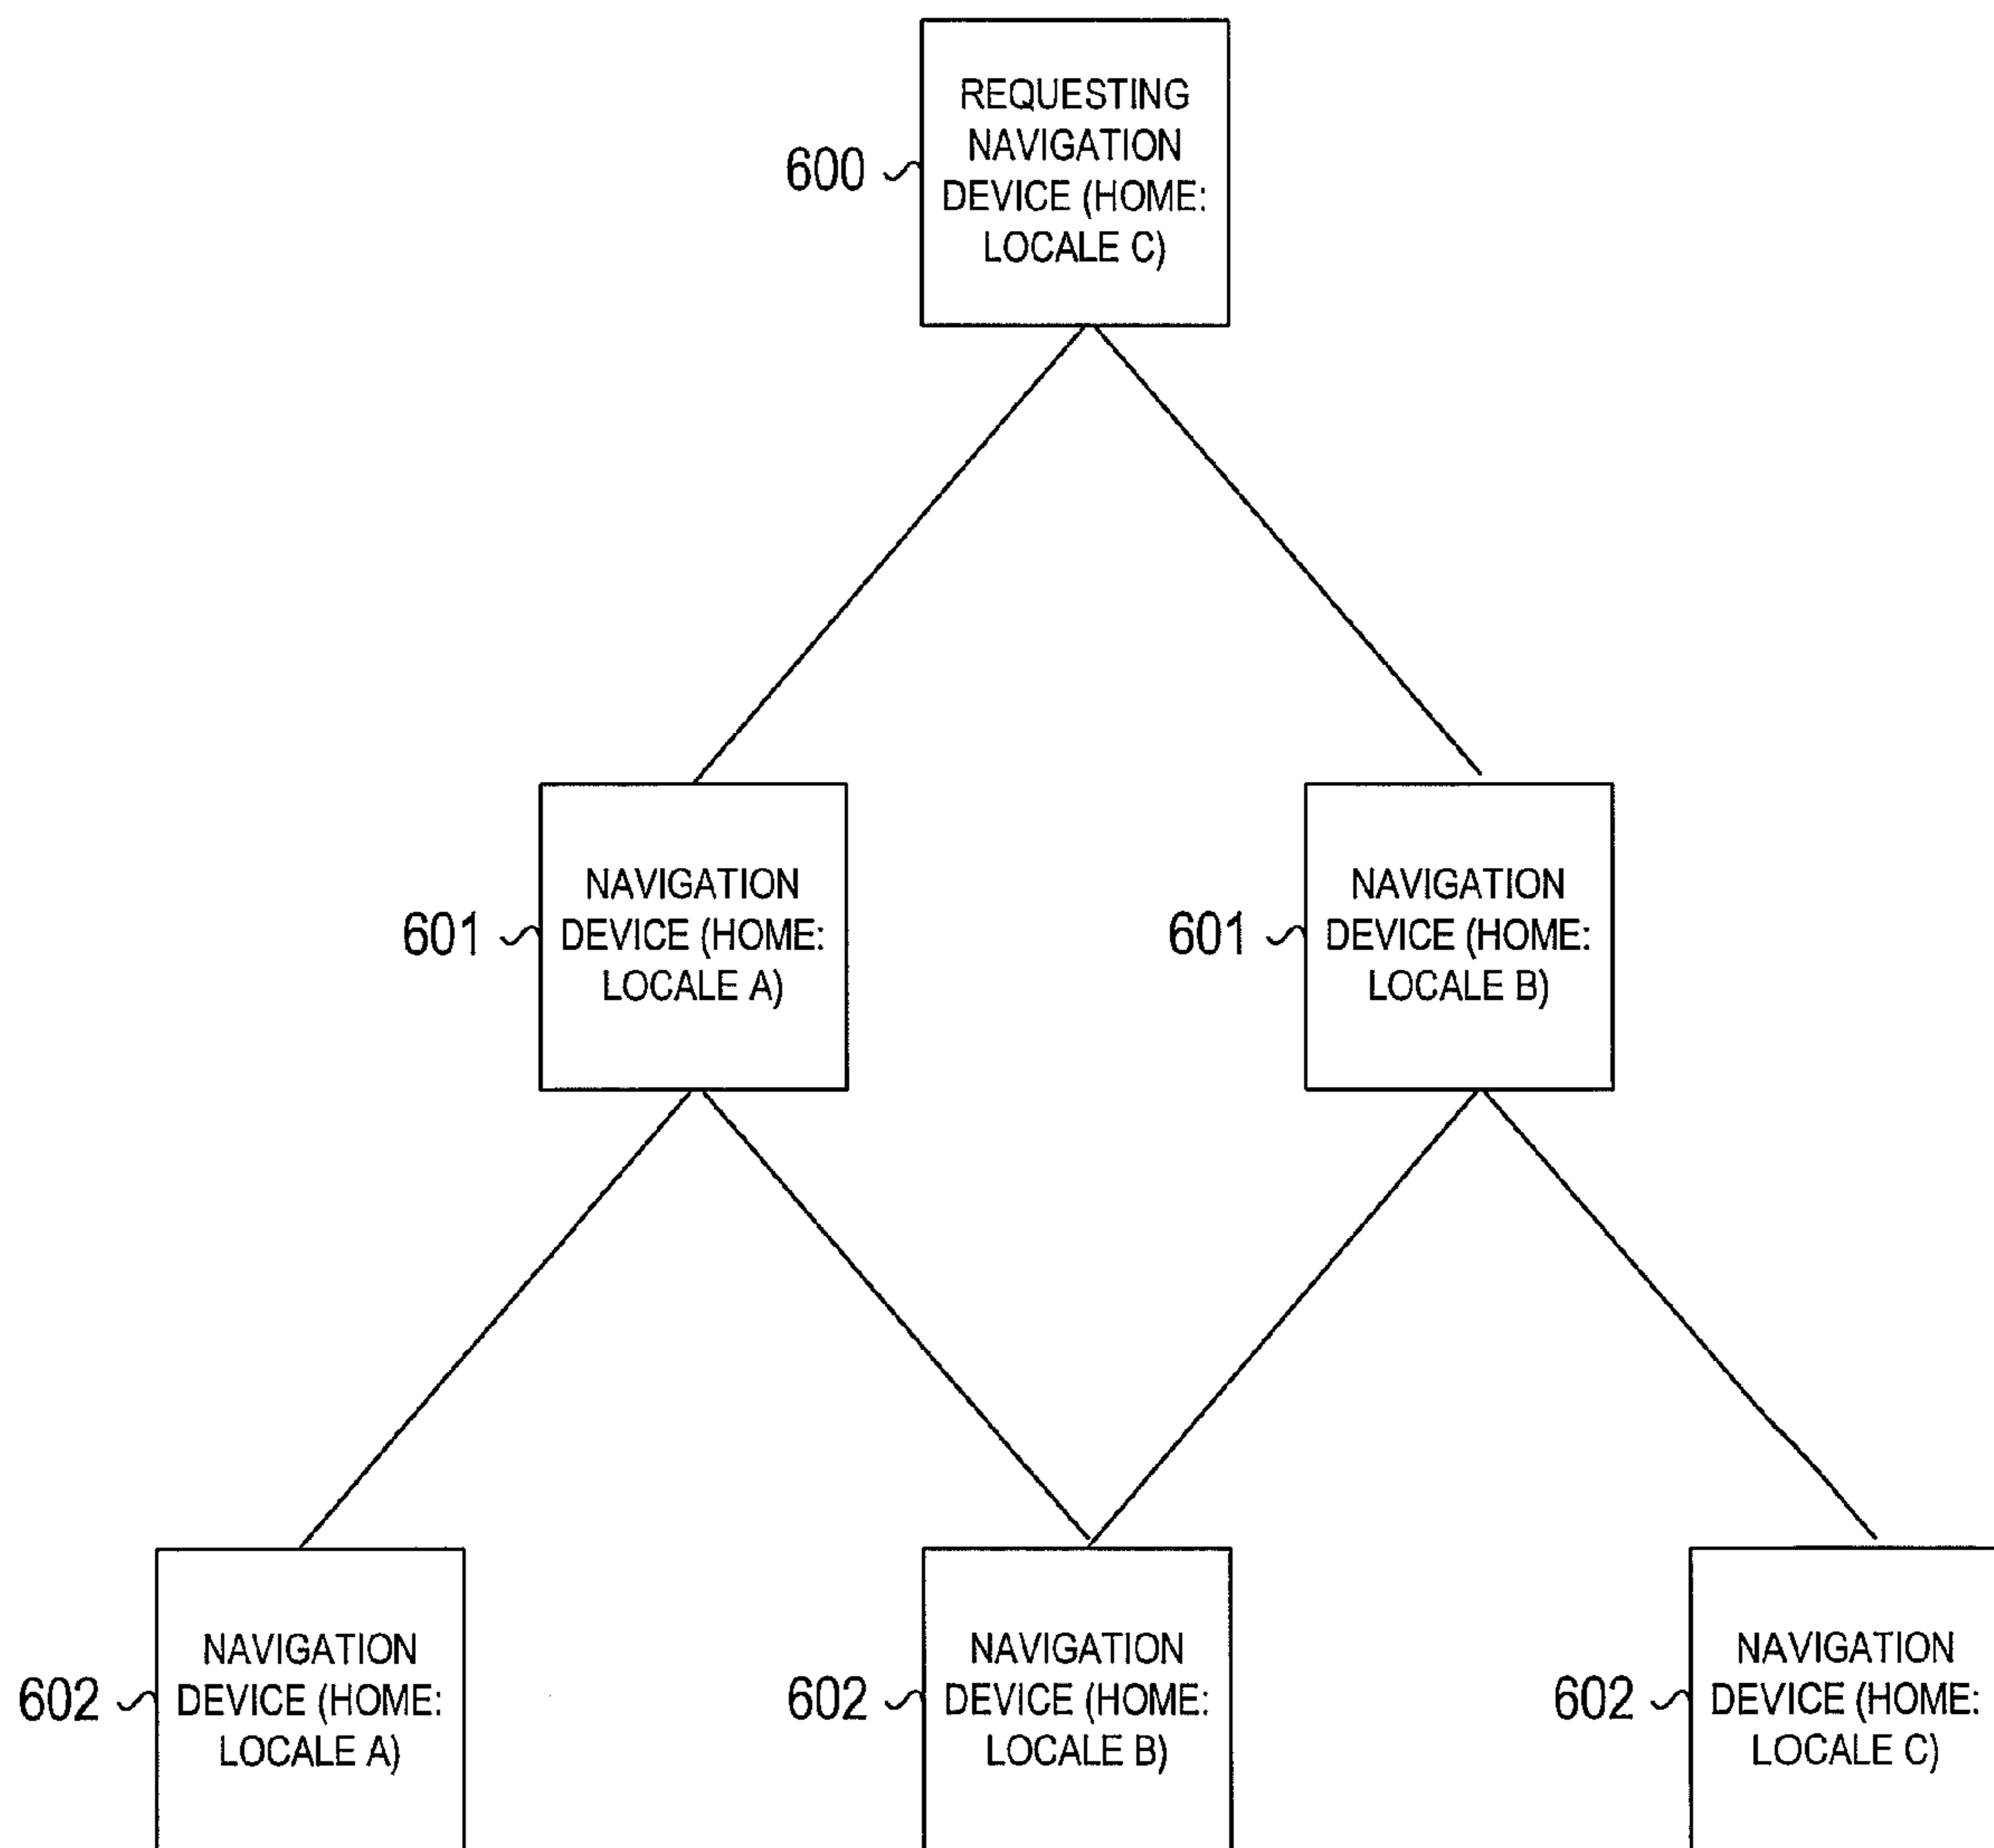 REQUESTING
NAVIGATION
DEVICE (HOME:
LOCALE C)
600
NAVIGATION
DEVICE (HOME:
LOCALE A)
601
NAVIGATION
DEVICE (HOME:
LOCALE B)
601
NAVIGATION
DEVICE (HOME:
LOCALE A)
602
NAVIGATION
DEVICE (HOME:
LOCALE B)
602
NAVIGATION
DEVICE (HOME:
LOCALE C)
602